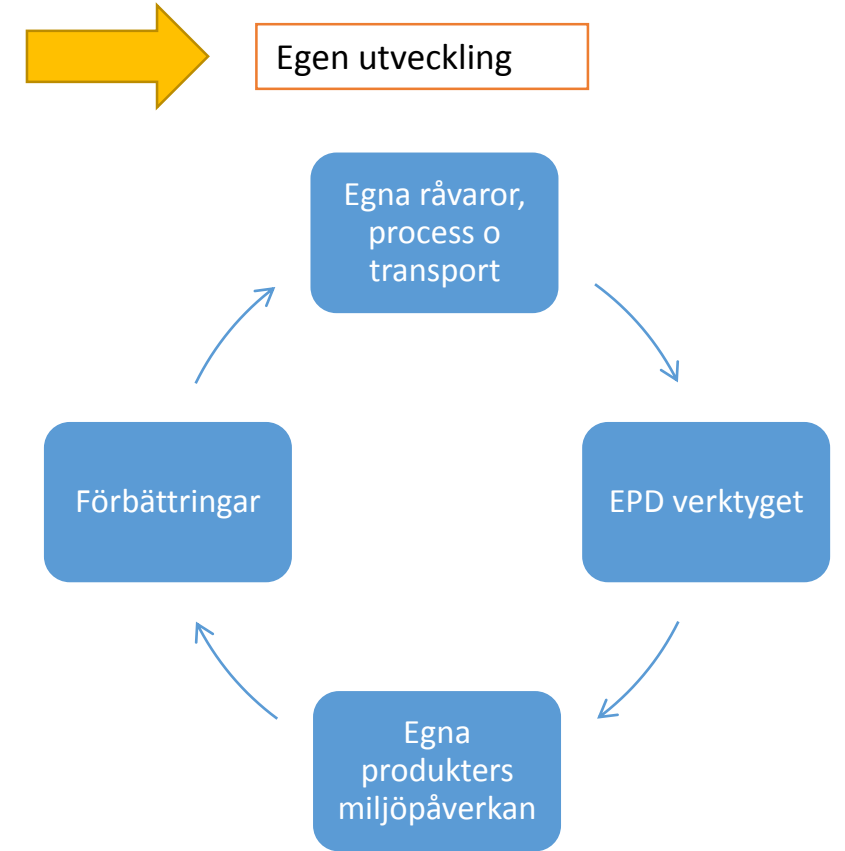 Egen utveckling
Egna råvaror,
process o
transport
Förbättringar
EPD verktyget
Egna
produkters
miljöpåverkan